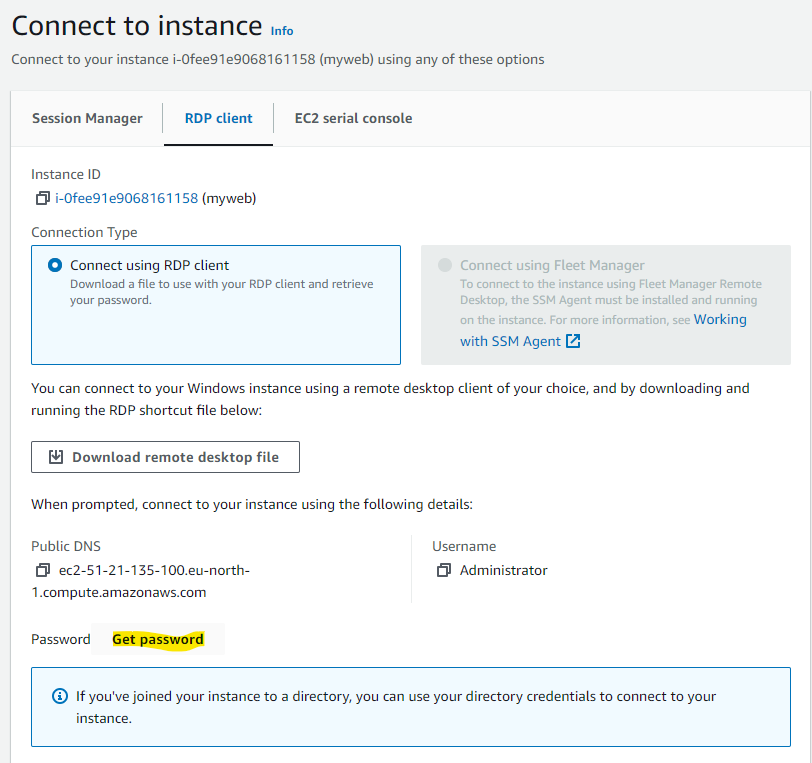 Connect to instance Info
Connect to your instance i-0fee91e9068161158 (myweb) using any of these options
Session Manager
RDP client
EC2 serial console
Instance ID
i-0fee91e9068161158 (myweb)
Connection Type
Connect using RDP client
Download a file to use with your RDP client and retrieve
your password.
Connect using Fleet Manager
To connect to the instance using Fleet Manager Remote
Desktop, the SSM Agent must be installed and running
on the instance. For more information, see Working
with SSM Agent
You can connect to your Windows instance using a remote desktop client of your choice, and by downloading and
running the RDP shortcut file below:
Download remote desktop file
When prompted, connect to your instance using the following details:
Public DNS
ec2-51-21-135-100.eu-north-
1.compute.amazonaws.com
Username
Administrator
Password Get password
If you've joined your instance to a directory, you can use your directory credentials to connect to your
instance.